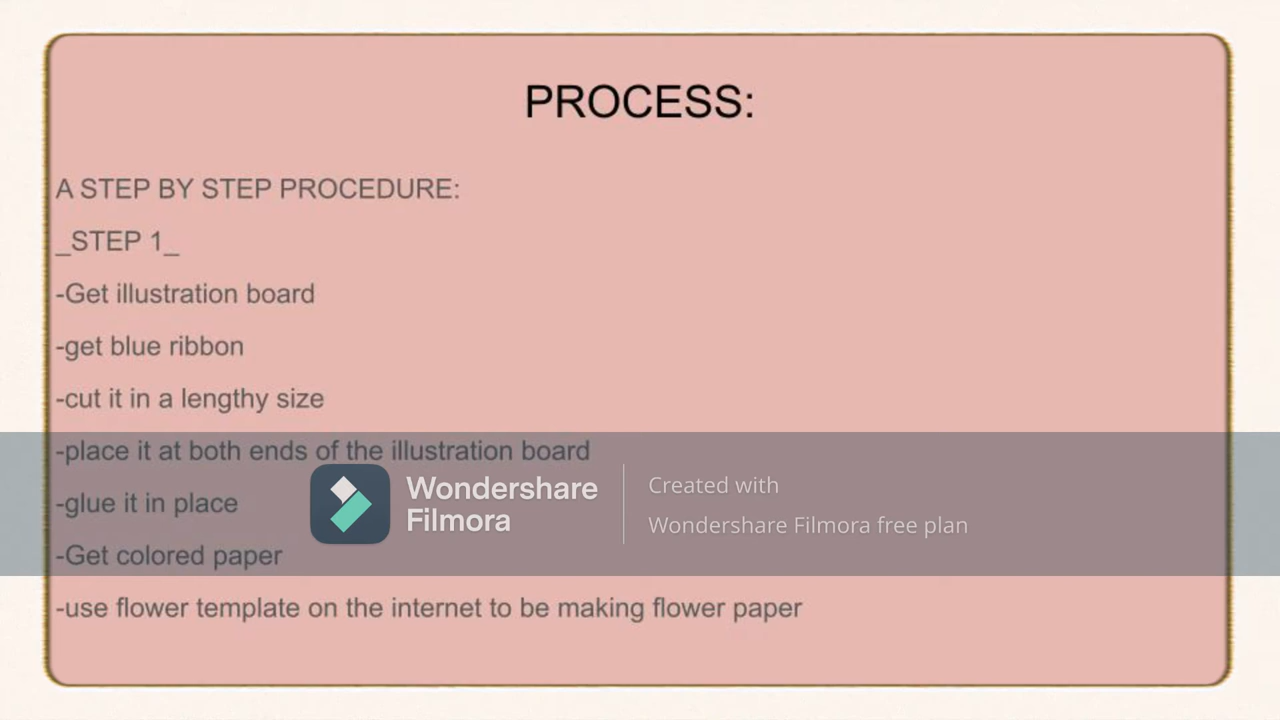 PROCESS:
A STEP BY STEP PROCEDURE:
_STEP 1_
-Get illustration board
-get blue ribbon
-cut it in a lengthy size
-place it at both ends of the illustration board
-glue it in place
-Get colored paper
-use flower template on the internet to be making flower paper
Wondershare
Filmora
Created with
Wondershare Filmora free plan